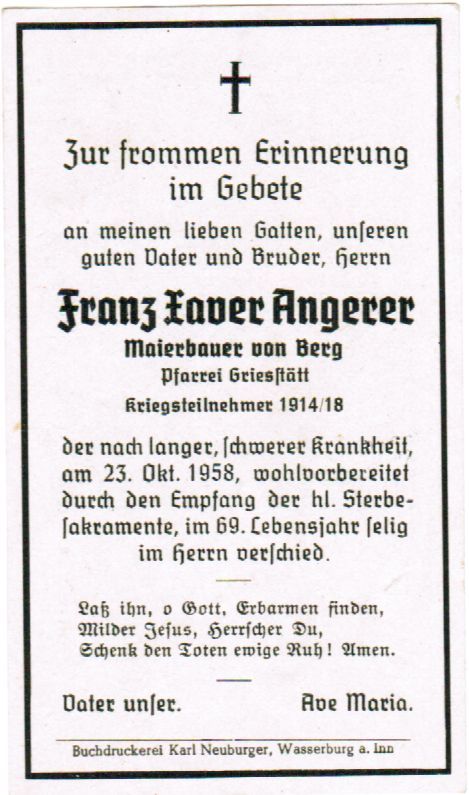 Zur frommen Erinnerung
im Gebete
an meinen lieben Gatten, unſeren
guten Vater und Bruder, Herrn
Franz Xaver Angerer
Maierbauer von Berg
Pfarrei Griesſtätt
Kriegsteilnehmer 1914/18
der nach langer, ſchwerer Krankheit,
am 23. Okt. 1958, wohlvorbereitet
durch den Empfang der hl. Sterbe-
ſakramente, im 69. Lebensjahr ſelig
im Herrn verſchied.
Laß ihn, o Gott, Erbarmen finden,
Milder Jeſus, Herrſcher Du,
Schenk den Toten ewige Ruh! Amen.
Vater unſer. Ave Maria.
Buchdruckerei Karl Neuburger, Wasserburg a. Inn